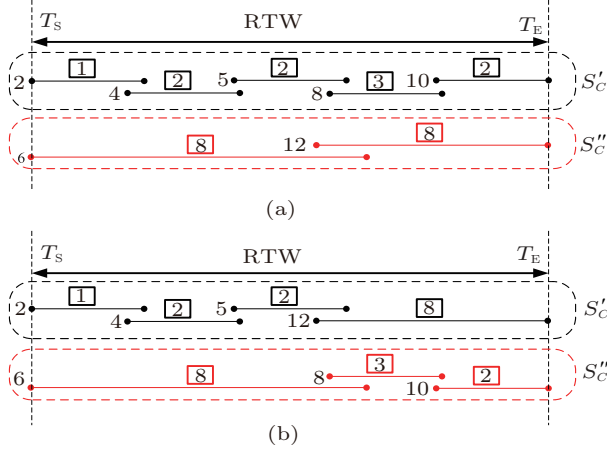 T_S RTW T_E
1 2 2 3 2
2 4 5 8 10 S'_C
8 8
6 12 S''_C
(a)
T_S RTW T_E
1 2 2 8
2 4 5 12 S'_C
8 3 2
6 8 10 S''_C
(b)